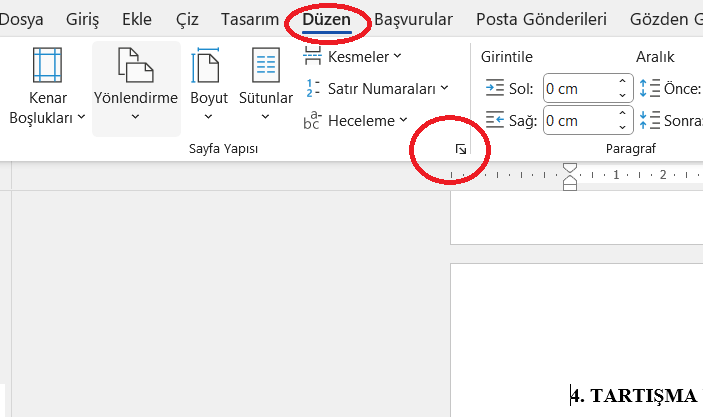 Dosya Giriş Ekle Çiz Tasarım Düzen Başvurular Posta Gönderileri Gözden G
Kenar Boşlukları
Yönlendirme
Boyut
Sütunlar
Kesmeler
Satır Numaraları
Heceleme
Sayfa Yapısı
Girintile
Sol: 0 cm
Sağ: 0 cm
Aralık
Önce:
Sonra:
Paragraf
1 2
4. TARTIŞMA